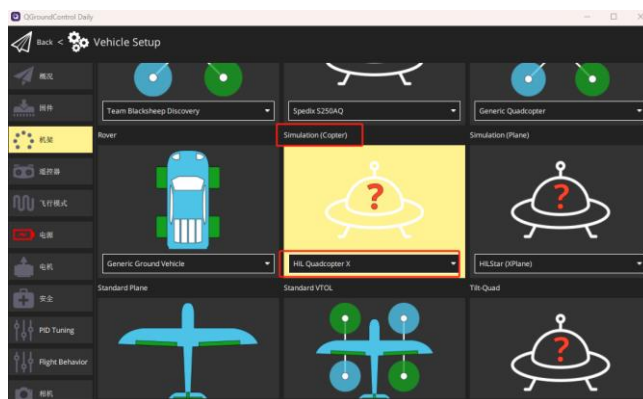 QGroundControl Daily
Back < Vehicle Setup
概况
固件
机架
遥控器
飞行模式
电源
电机
安全
PID Tuning
Flight Behavior
相机
Team Blacksheep Discovery
Spedix S250AQ
Generic Quadcopter
Rover
Simulation (Copter)
Simulation (Plane)
?
?
Generic Ground Vehicle
HIL Quadcopter X
HILStar (XPlane)
Standard Plane
Standard VTOL
Tilt-Quad
?